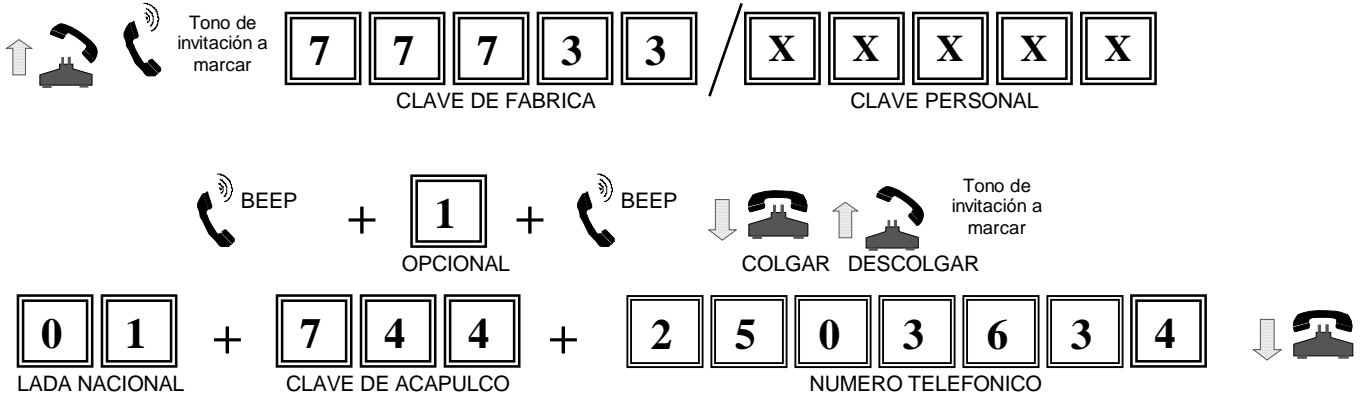 Tono de
invitación a
marcar
7 7 7 3 3 / X X X X X
CLAVE DE FABRICA CLAVE PERSONAL
BEEP + 1 + BEEP
Tono de
invitación a
marcar
OPCIONAL COLGAR DESCOLGAR
0 1 + 7 4 4 + 2 5 0 3 6 3 4
LADA NACIONAL CLAVE DE ACAPULCO NUMERO TELEFONICO